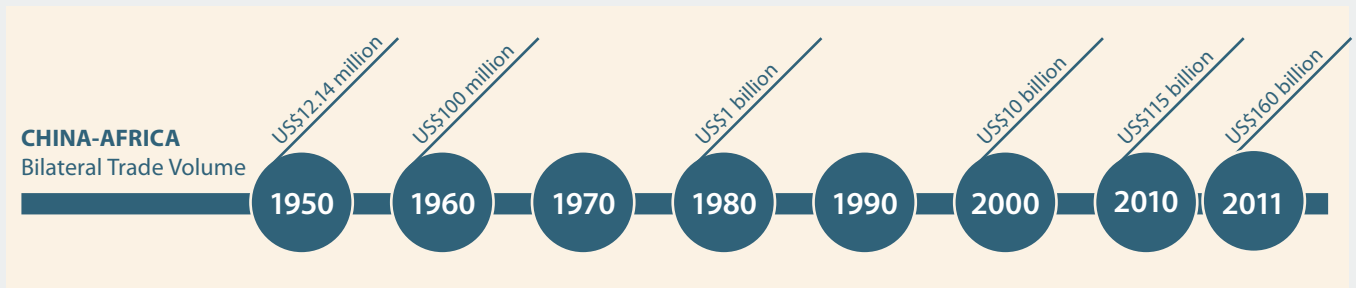 CHINA-AFRICA
Bilateral Trade Volume
US$12.14 million
US$100 million
US$1 billion
US$10 billion
US$115 billion
US$160 billion
1950
1960
1970
1980
1990
2000
2010
2011